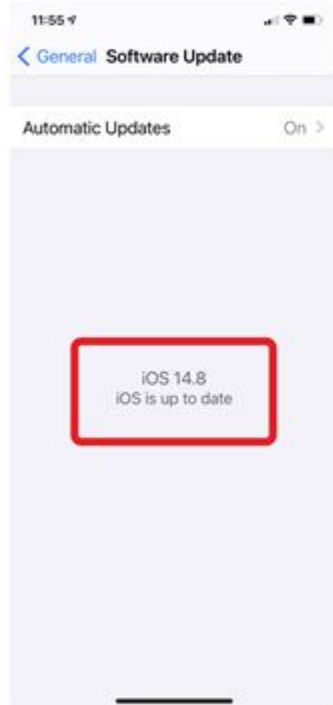 11:55
General Software Update
Automatic Updates On
iOS 14.8
iOS is up to date